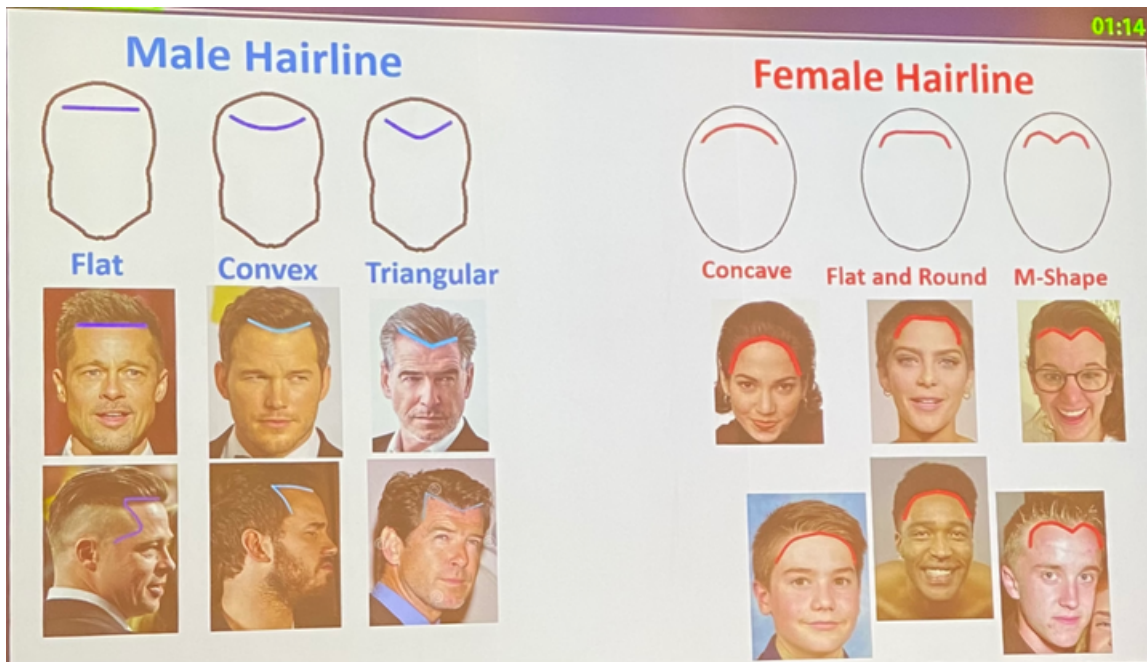 01:14
Male Hairline
Female Hairline
Flat
Convex
Triangular
Concave
Flat and Round
M-Shape